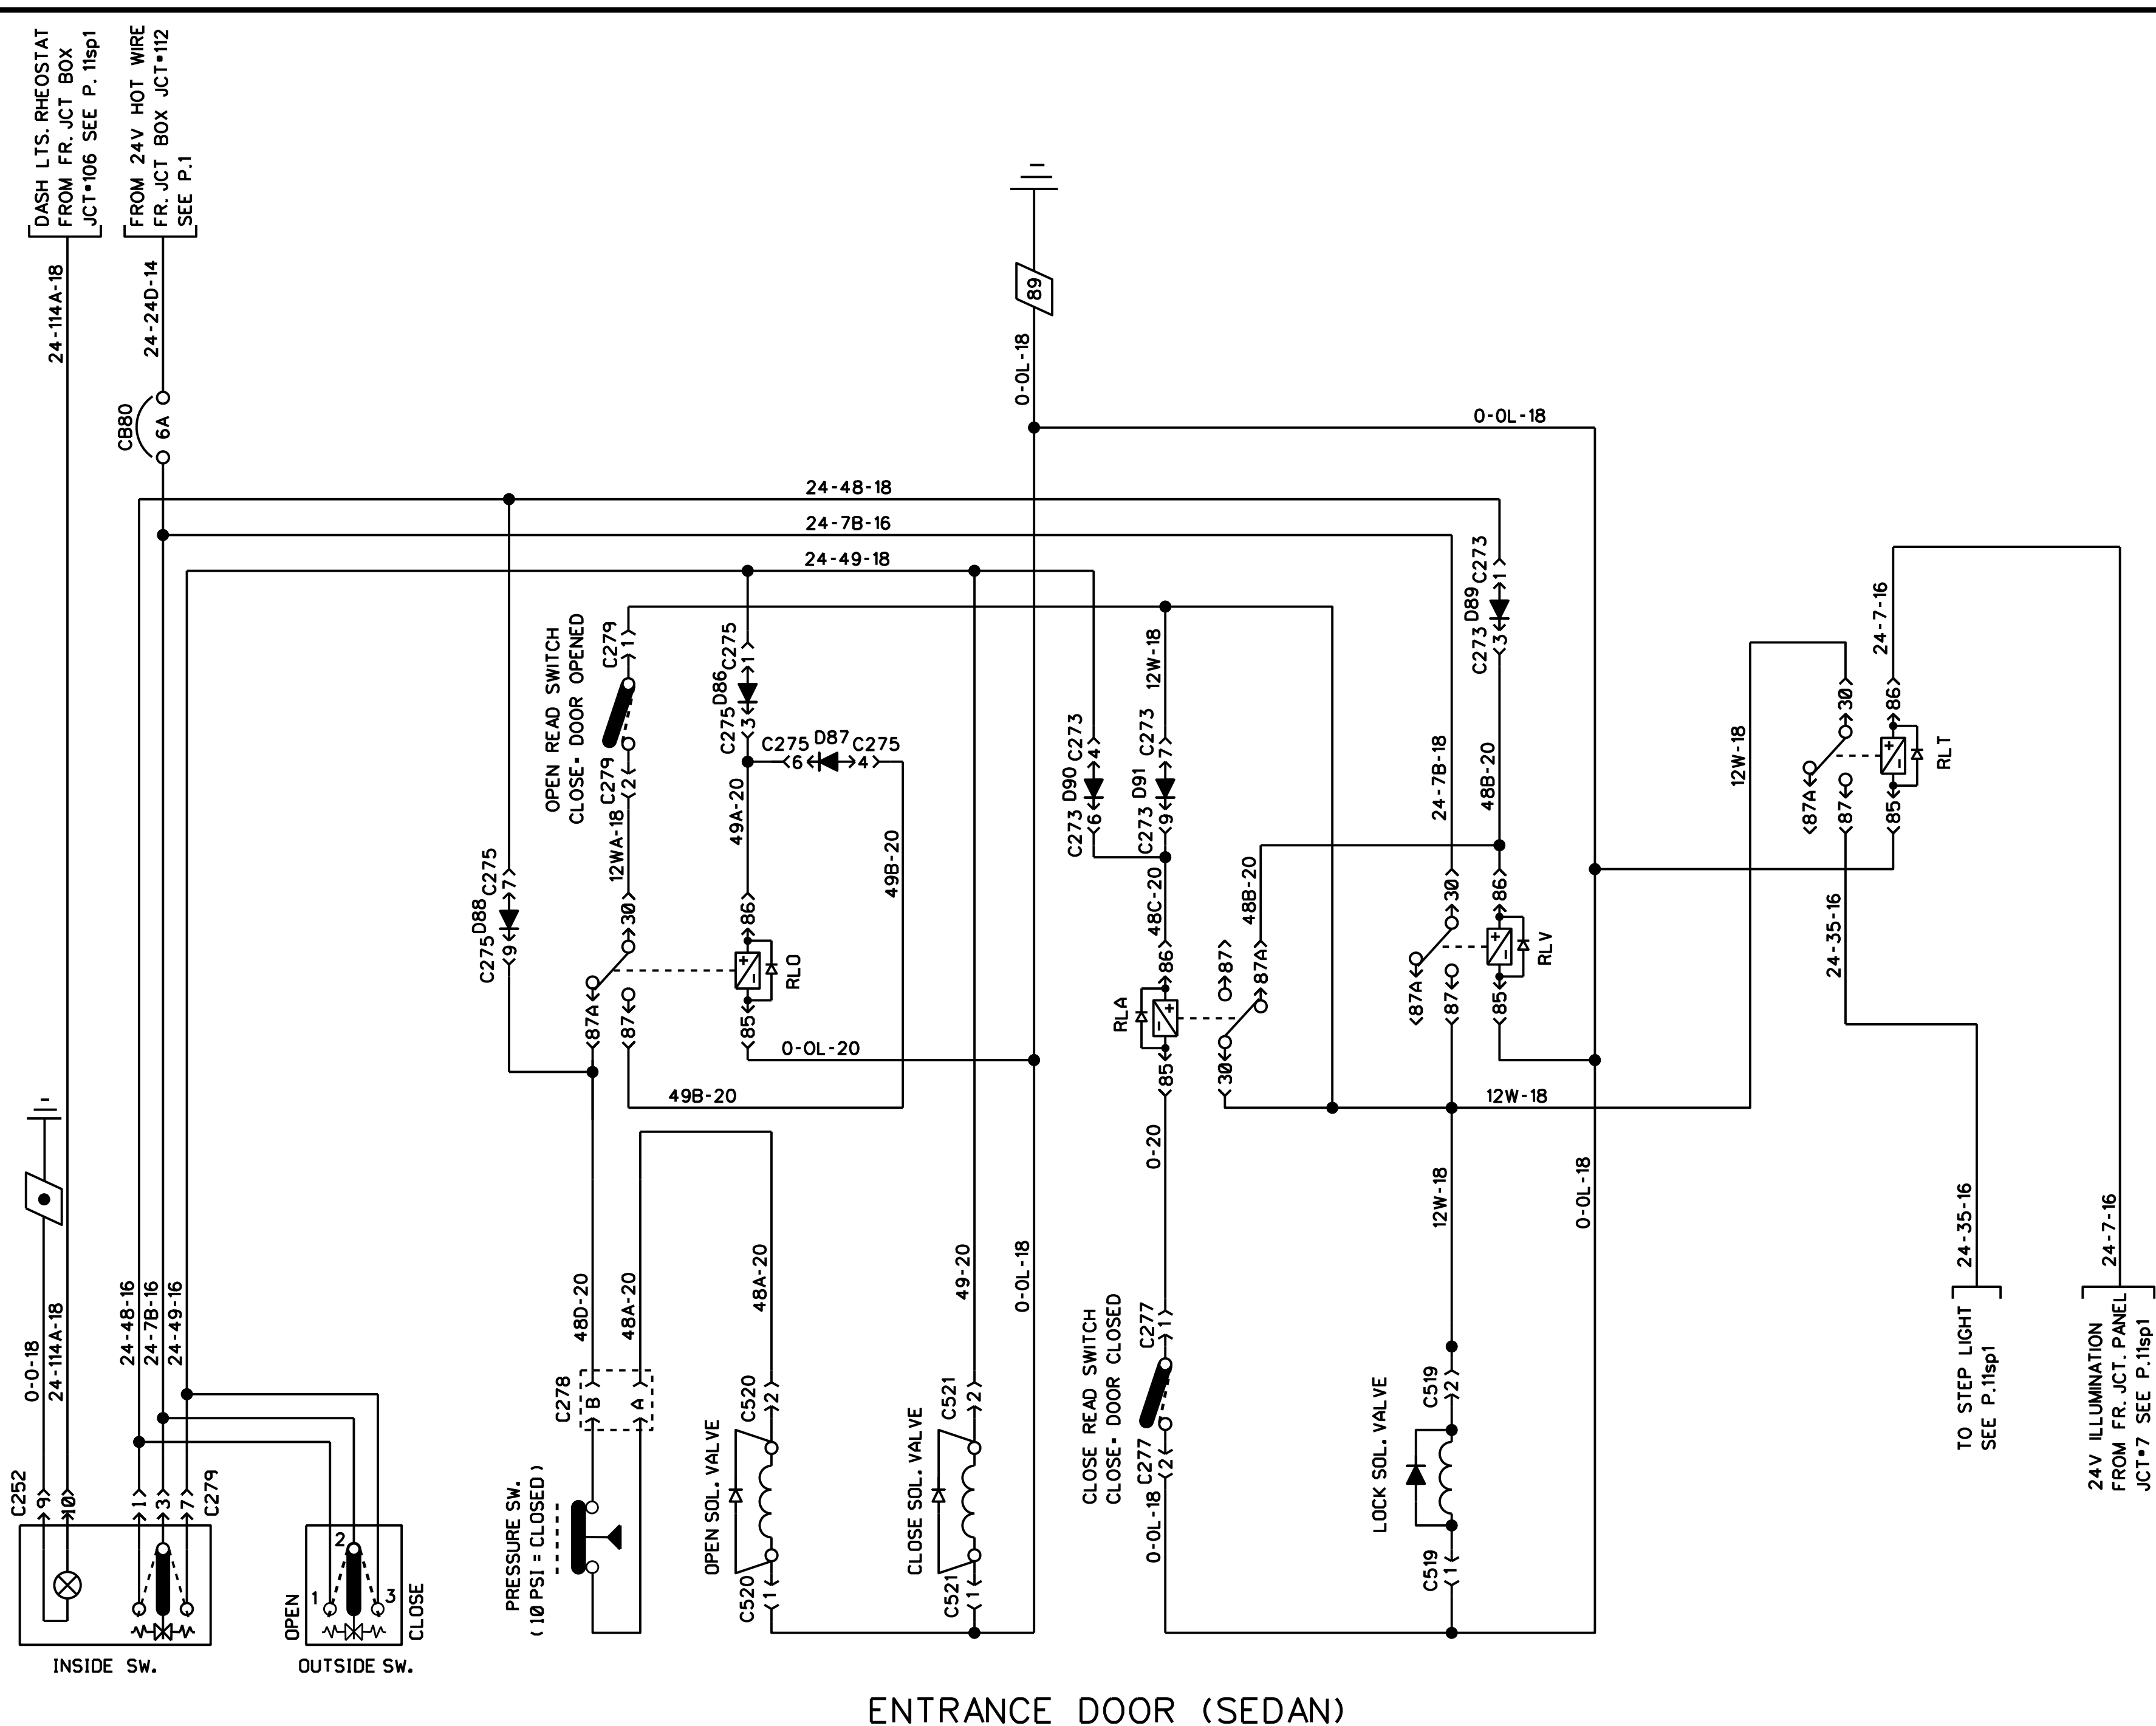 DASH LTS. RHEOSTAT
FROM FR. JCT BOX
JCT▪106 SEE P. 11sp1
FROM 24V HOT WIRE
FR. JCT BOX JCT▪112
SEE P.1
24-114A-18
24-24D-14
CB80
6A
89
0-0L-18
0-0L-18
24-48-18
24-7B-16
24-49-18
OPEN READ SWITCH
CLOSE▪ DOOR OPENED
C279
1
C279
2
12WA-18
C275
1
D86
C275
3
C275
6
D87
C275
4
49A-20
49B-20
C275
7
D88
C275
9
30
87A
87
86
85
RLO
0-0L-20
49B-20
C273
4
D90
C273
6
12W-18
C273
7
D91
C273
9
48C-20
48B-20
86
85
RLA
87
87A
30
0-20
C273
1
D89
C273
3
24-7B-18
48B-20
30
87A
87
86
85
RLV
12W-18
12W-18
0-0L-18
12W-18
24-7-16
30
87A
87
86
85
RLT
24-35-16
24-35-16
24-7-16
TO STEP LIGHT
SEE P.11sp1
24V ILLUMINATION
FROM FR. JCT. PANEL
JCT▪7 SEE P.11sp1
0-0-18
24-114A-18
24-48-16
24-7B-16
24-49-16
C252
9
10
1
3
7
C279
INSIDE SW.
OPEN
1
2
3
CLOSE
OUTSIDE SW.
48D-20
48A-20
48A-20
C278
B
A
PRESSURE SW.
( 10 PSI = CLOSED )
OPEN SOL. VALVE
C520
2
C520
1
49-20
0-0L-18
CLOSE SOL. VALVE
C521
2
C521
1
CLOSE READ SWITCH
CLOSE▪ DOOR CLOSED
C277
1
C277
2
0-0L-18
LOCK SOL. VALVE
C519
2
C519
1
ENTRANCE DOOR (SEDAN)